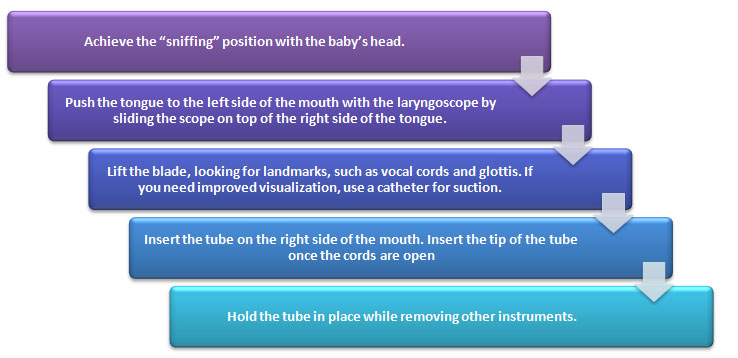 Achieve the “sniffing” position with the baby’s head.
Push the tongue to the left side of the mouth with the laryngoscope by
sliding the scope on top of the right side of the tongue.
Lift the blade, looking for landmarks, such as vocal cords and glottis. If
you need improved visualization, use a catheter for suction.
Insert the tube on the right side of the mouth. Insert the tip of the tube
once the cords are open
Hold the tube in place while removing other instruments.